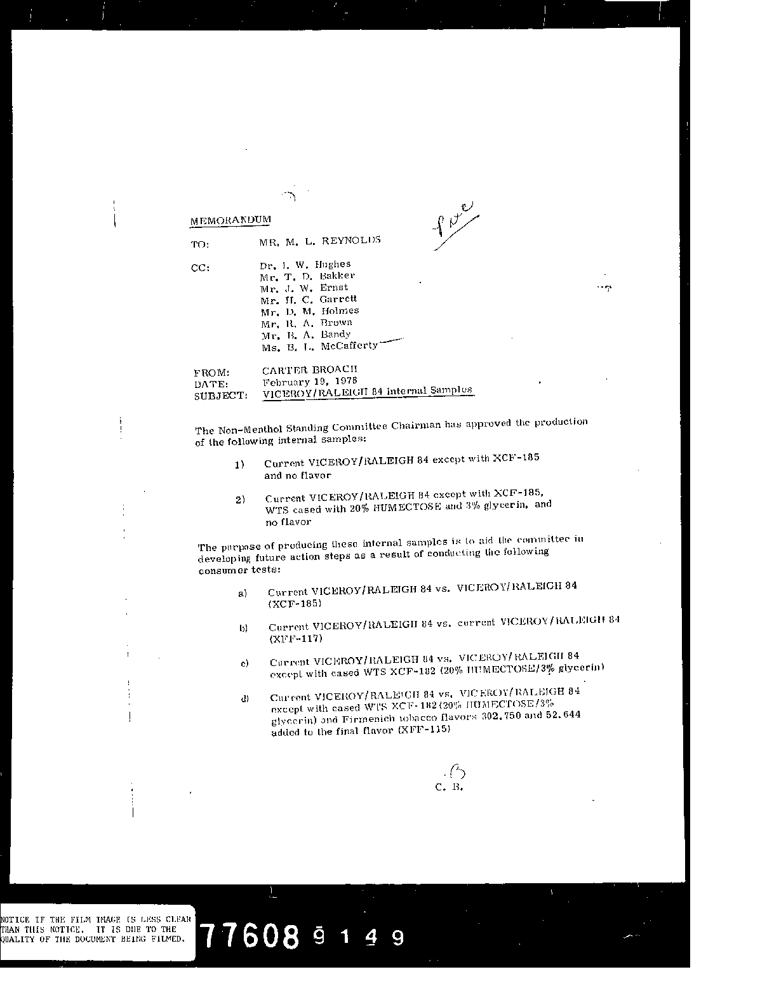 MEMORANDUM
TO: MR. M. L. REYNOLDS
CC: Dr. I. W. Hughes
Mr. T. D. Bakker
Mr. J. W. Ernst
Mr. H. C. Garrett
Mr. D. M. Holmes
Mr. R. A. Brown
Mr. B. A. Bandy
Ms. B. L. McCafferty
FROM: CARTER BROACH
DATE: February 19, 1978
SUBJECT: VICEROY/RALEIGH 84 internal Samples
The Non-Menthol Standing Committee Chairman has approved the production
of the following internal samples:
1) Current VICEROY/RALEIGH 84 except with XCF-185
and no flavor
2) Current VICEROY/RALEIGH 84 except with XCF-185,
WTS cased with 20% HUMECTOSE and 3% glycerin, and
no flavor
The purpose of producing these internal samples is to aid the committee in
developing future action steps as a result of conducting the following
consumer tests:
a) Current VICEROY/RALEIGH 84 vs. VICEROY/RALEIGH 84
(XCF-185)
b) Current VICEROY/RALEIGH 84 vs. current VICEROY/RALEIGH 84
(XFF-117)
c) Current VICEROY/RALEIGH 84 vs. VICEROY/RALEIGH 84
except with cased WTS XCF-182 (20% HUMECTOSE/3% glycerin)
d) Current VICEROY/RALEIGH 84 vs. VICEROY/RALEIGH 84
except with cased WTS XCF-182 (20% HUMECTOSE/3%
glycerin) and Firmenich tobacco flavors 302.750 and 52.644
added to the final flavor (XFF-115)
C. B.
NOTICE IF THE FILM IMAGE IS LESS CLEAR
THAN THIS NOTICE. IT IS DUE TO THE
QUALITY OF THE DOCUMENT BEING FILMED.
77608 9149